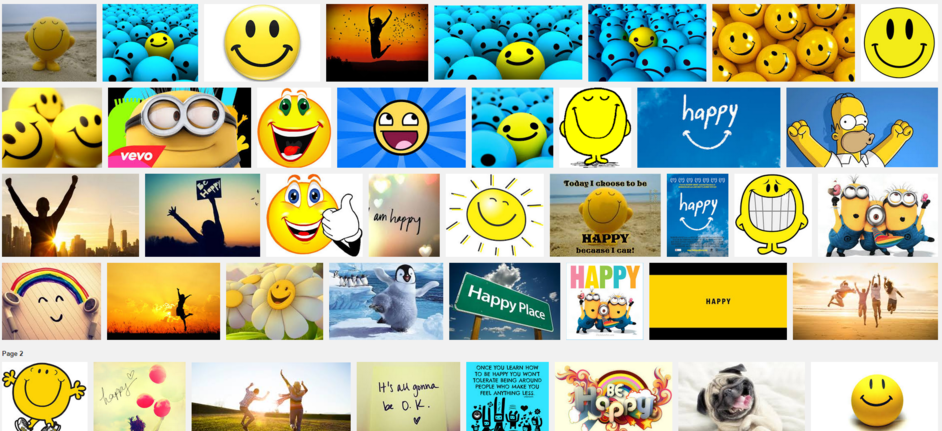 vevo
happy
Be
Happy
I am happy
Today I choose to be
HAPPY
because I can!
happy
Happy Place
HAPPY
HAPPY
Page 2
happy
It's all gonna
be O.K.
ONCE YOU LEARN HOW
TO BE HAPPY YOU WON'T
TOLERATE BEING AROUND
PEOPLE WHO MAKE YOU
FEEL ANYTHING LESS
BE
Happy